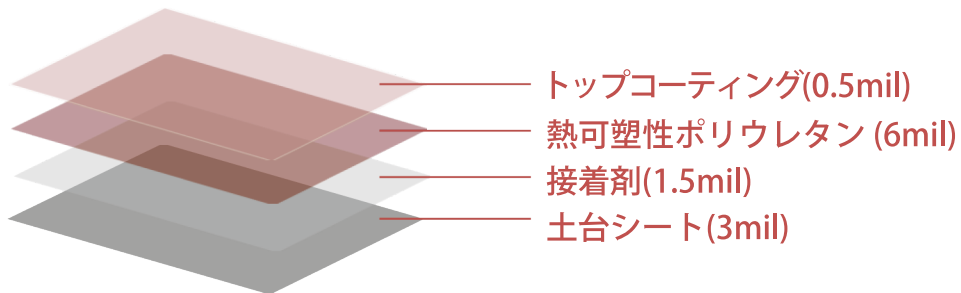 トップコーティング(0.5mil)
熱可塑性ポリウレタン (6mil)
接着剤(1.5mil)
土台シート(3mil)